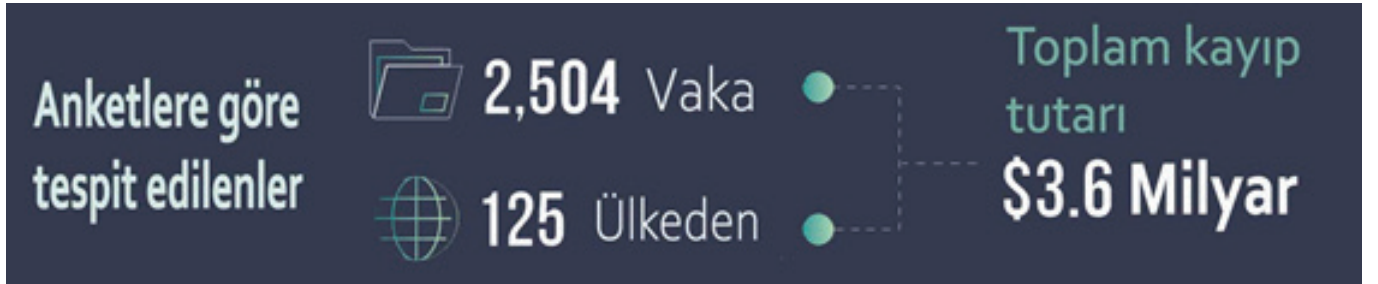 Anketlere göre
tespit edilenler
2,504 Vaka
125 Ülkeden
Toplam kayıp
tutarı
$3.6 Milyar